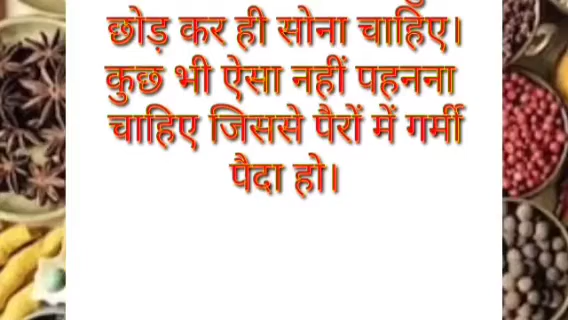 छोड़ कर ही सोना चाहिए।
कुछ भी ऐसा नहीं पहनना
चाहिए जिससे पैरों में गर्मी
पैदा हो।